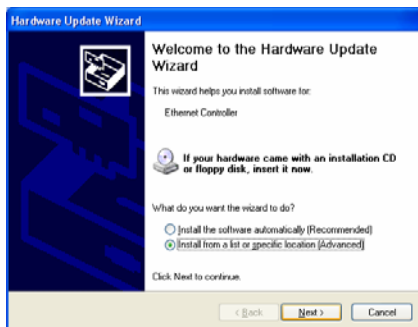 Hardware Update Wizard
Welcome to the Hardware Update
Wizard
This wizard helps you install software for:
Ethernet Controller
If your hardware came with an installation CD
or floppy disk, insert it now.
What do you want the wizard to do?
Install the software automatically (Recommended)
Install from a list or specific location (Advanced)
Click Next to continue.
< Back Next > Cancel